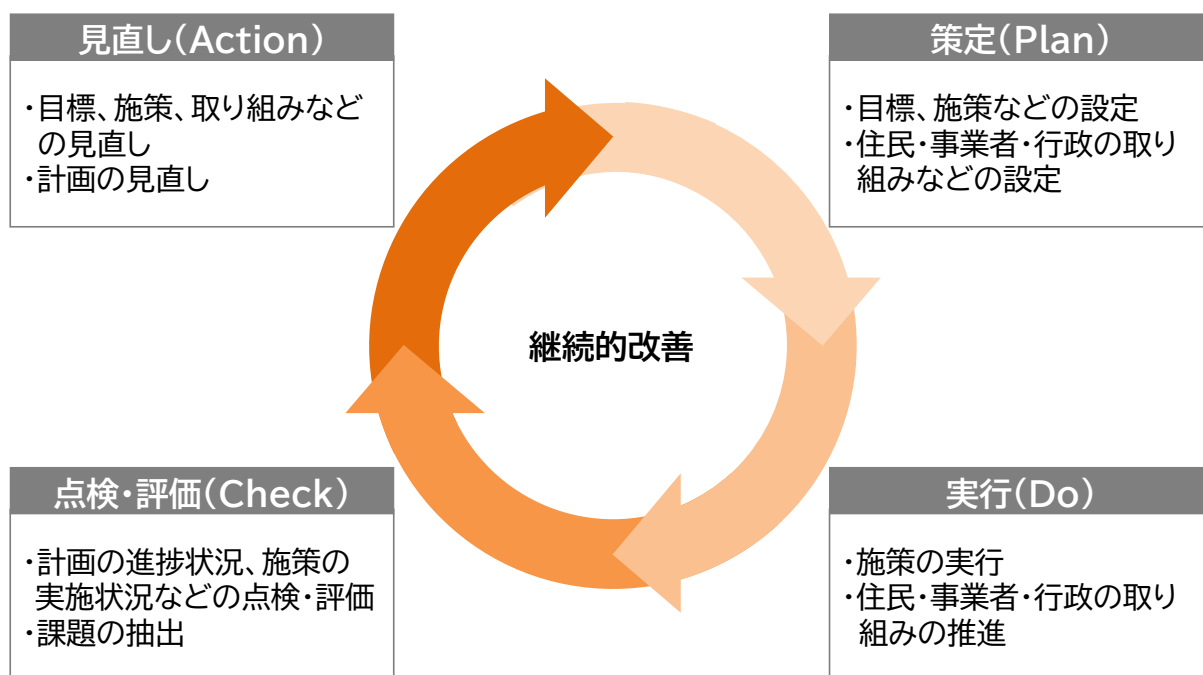 見直し(Action)
・目標、施策、取り組みなど
の見直し
・計画の見直し
策定(Plan)
・目標、施策などの設定
・住民・事業者・行政の取り
組みなどの設定
継続的改善
点検・評価(Check)
・計画の進捗状況、施策の
実施状況などの点検・評価
・課題の抽出
実行(Do)
・施策の実行
・住民・事業者・行政の取り
組みの推進